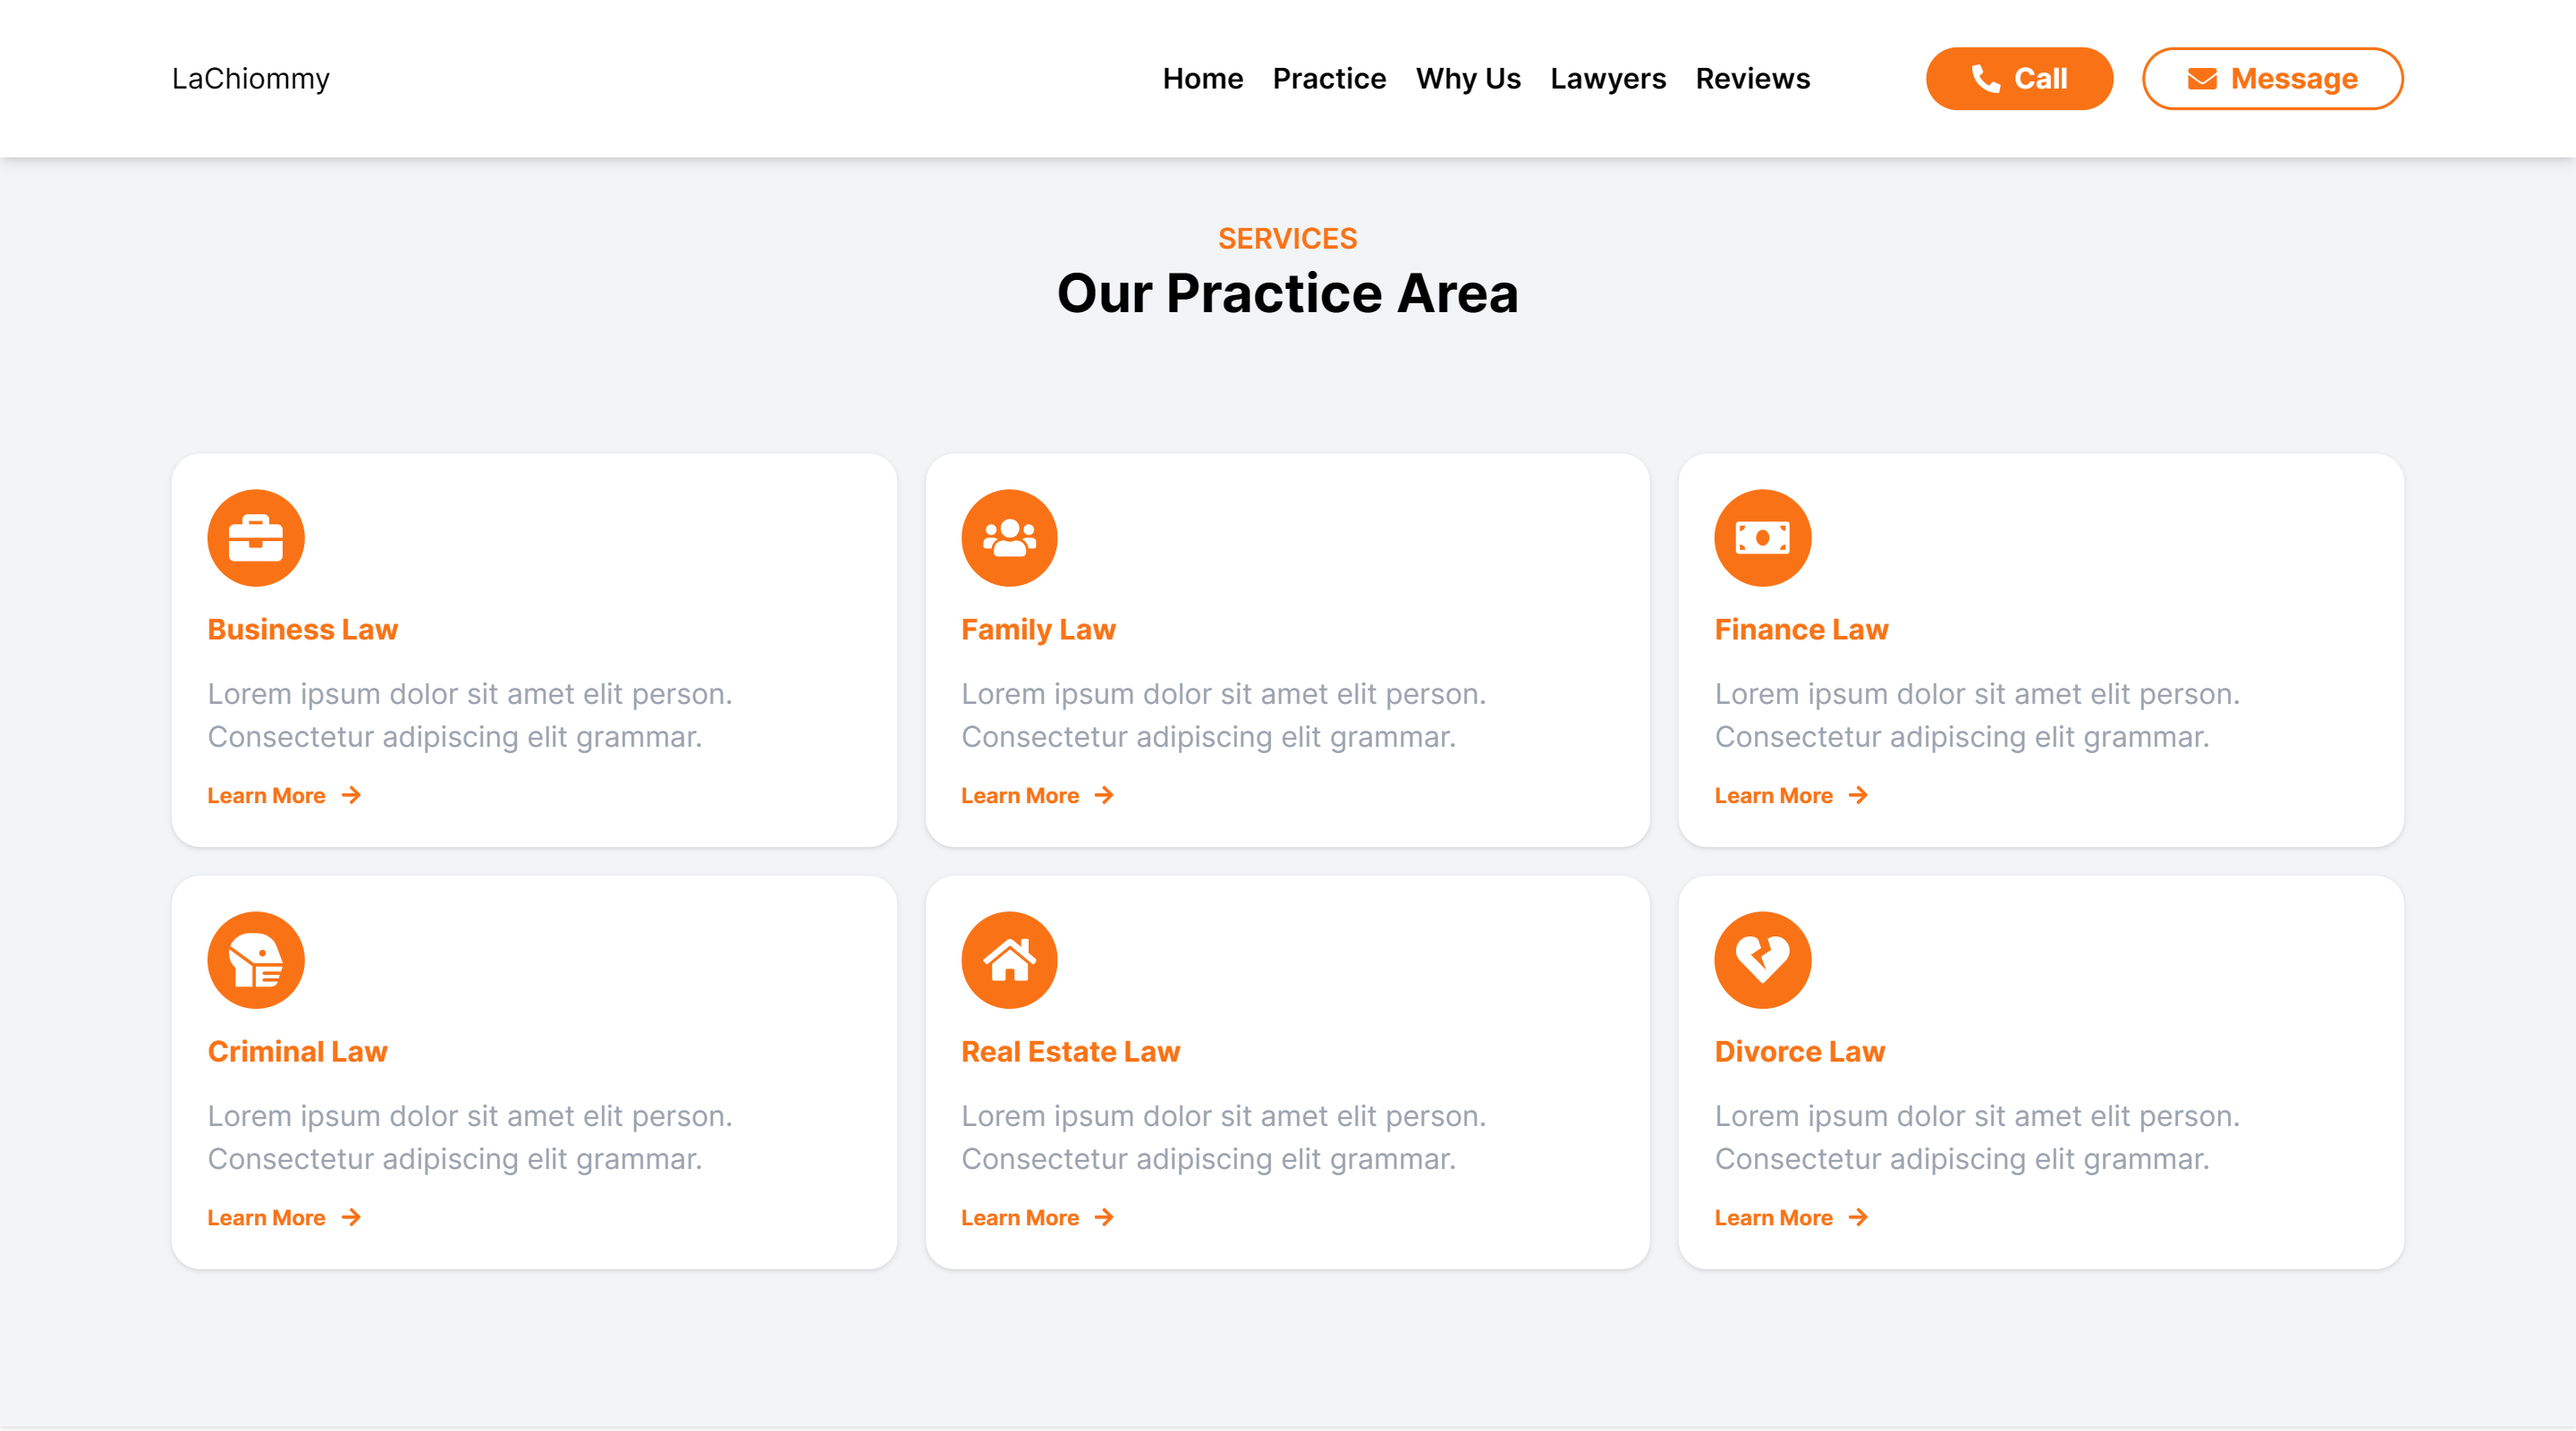 LaChiommy
Home Practice Why Us Lawyers Reviews Call Message
SERVICES
Our Practice Area
Business Law
Lorem ipsum dolor sit amet elit person.
Consectetur adipiscing elit grammar.
Learn More
Family Law
Lorem ipsum dolor sit amet elit person.
Consectetur adipiscing elit grammar.
Learn More
Finance Law
Lorem ipsum dolor sit amet elit person.
Consectetur adipiscing elit grammar.
Learn More
Criminal Law
Lorem ipsum dolor sit amet elit person.
Consectetur adipiscing elit grammar.
Learn More
Real Estate Law
Lorem ipsum dolor sit amet elit person.
Consectetur adipiscing elit grammar.
Learn More
Divorce Law
Lorem ipsum dolor sit amet elit person.
Consectetur adipiscing elit grammar.
Learn More